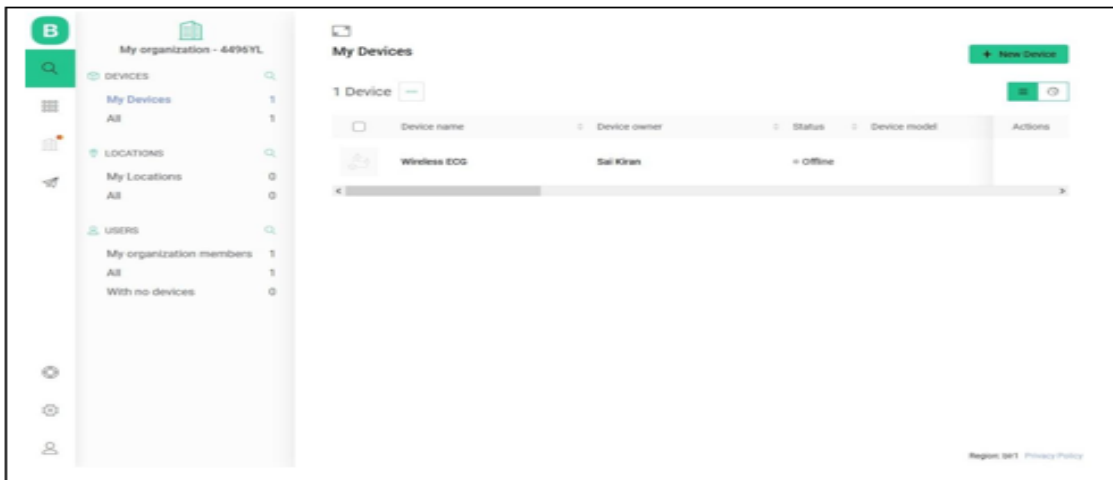 B
My organization - 4496YL
DEVICES
My Devices 1
All 1
LOCATIONS
My Locations 0
All 0
USERS
My organization members 1
All 1
With no devices 0
My Devices
+ New Device
1 Device
Device name Device owner Status Device model Actions
Wireless ECG Sai Kiran Offline
Region: blr1 Privacy Policy